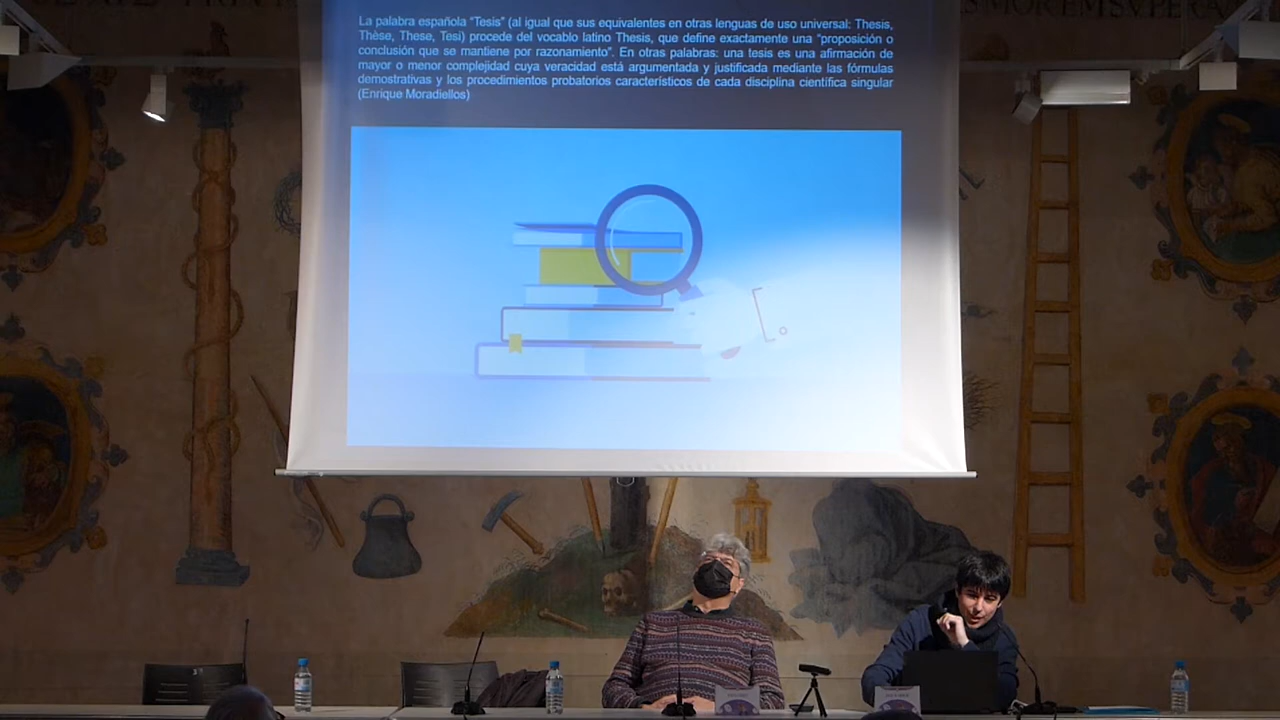 MOREMSVPERA
La palabra española “Tesis” (al igual que sus equivalentes en otras lenguas de uso universal: Thesis,
Thèse, These, Tesi) procede del vocablo latino Thesis, que define exactamente una “proposición o
conclusión que se mantiene por razonamiento”. En otras palabras: una tesis es una afirmación de
mayor o menor complejidad cuya veracidad está argumentada y justificada mediante las fórmulas
demostrativas y los procedimientos probatorios característicos de cada disciplina científica singular
(Enrique Moradiellos)